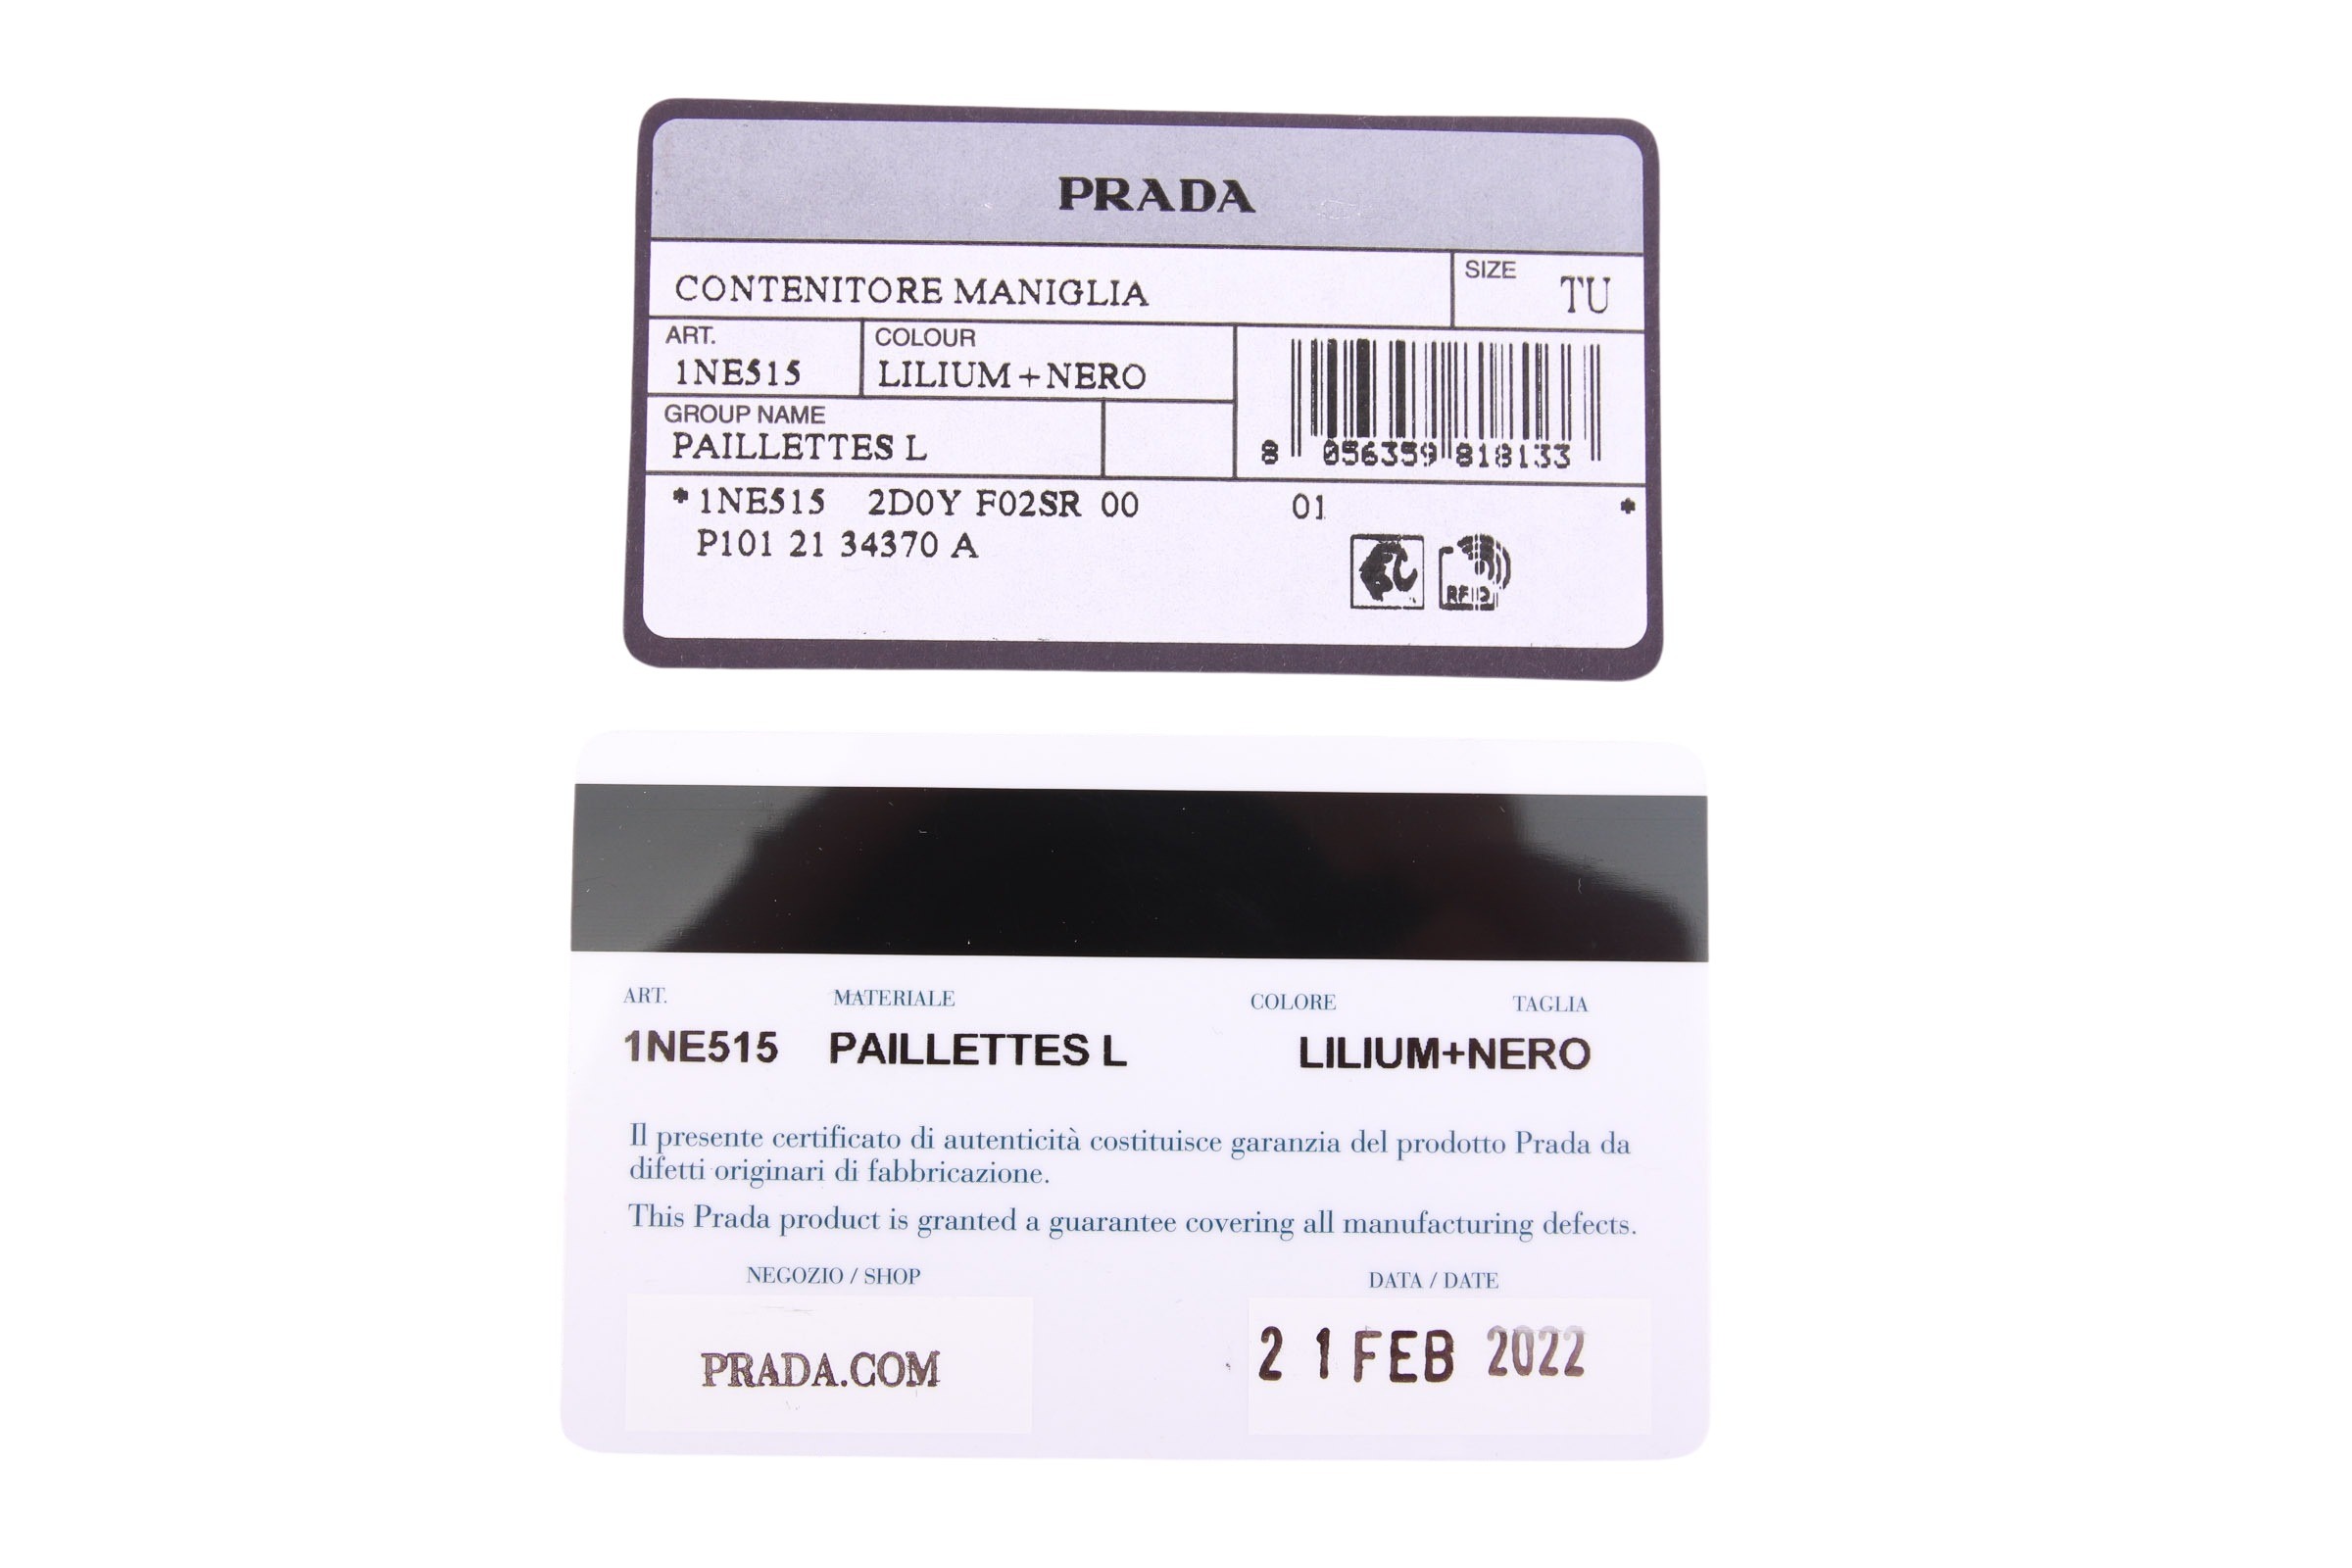 PRADA
CONTENITORE MANIGLIA
SIZE TU
ART. COLOUR
1NE515 LILIUM+NERO
GROUP NAME
PAILLETTES L
8 056359 818133
* 1NE515 2D0Y F02SR 00 01 *
P101 21 34370 A
RFID
ART. MATERIALE COLORE TAGLIA
1NE515 PAILLETTES L LILIUM+NERO
Il presente certificato di autenticità costituisce garanzia del prodotto Prada da
difetti originari di fabbricazione.
This Prada product is granted a guarantee covering all manufacturing defects.
NEGOZIO / SHOP DATA / DATE
PRADA.COM 21 FEB 2022